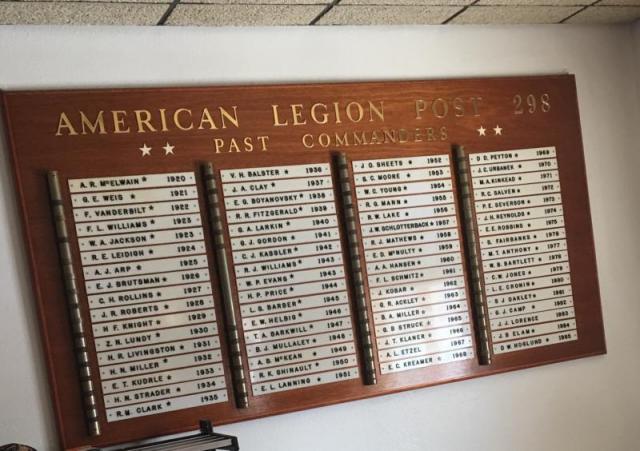 AMERICAN LEGION POST 298
★ ★ PAST COMMANDERS ★ ★
A. R. McELWAIN ★ 1920
G. E. WEIS ★ 1921
F. VANDERBILT ★ 1922
F. L. WILLIAMS ★ 1923
W. A. JACKSON ★ 1923
R. E. LEIDIGH ★ 1924
A. J. ARP ★ 1925
E. J. BRUTSMAN ★ 1926
C. H. ROLLING ★ 1927
J. R. ROBERTS ★ 1928
H. F. KNIGHT ★ 1929
Z. N. LUNDY ★ 1930
H. R. LIVINGSTON ★ 1931
H. N. MILLER ★ 1932
E. T. KUDRLE ★ 1933
H. N. STRADER ★ 1934
R. M. CLARK ★ 1935
V. H. BALSTER ★ 1936
J. A. CLAY ★ 1937
E. G. BOYANOVSKY ★ 1938
R. R. FITZGERALD ★ 1939
G. A. LARKIN ★ 1940
G. J. GORDON ★ 1941
C. J. KASSLER ★ 1942
R. J. WILLIAMS ★ 1943
W. P. EVANS ★ 1943
H. P. PRICE ★ 1944
L. G. BARBER ★ 1945
E. W. HELBIG ★ 1946
T. A. BARKWILL ★ 1947
B. J. MULLALEY ★ 1948
A. B. McKEAN ★ 1949
R. K. SHINAULT ★ 1950
E. L. LANNING ★ 1951
J. O. SHEETS ★ 1952
S. C. MOORE ★ 1953
W. C. YOUNG ★ 1954
R. G. MANN ★ 1955
R. W. LAKE ★ 1956
J. W. SCHLOTTERBACK ★ 1957
R. J. MATHEWS ★ 1958
E. D. McNULTY ★ 1959
A. A. HANSEN ★ 1960
F. L. SCHMITZ ★ 1961
J. KOBAR ★ 1962
G. R. ACKLEY ★ 1963
B. A. MILLER ★ 1964
G. B. STRUCK ★ 1965
J. T. KLANER ★ 1966
A. L. ETZEL ★ 1967
E. C. KREAMER ★ 1968
D. D. PEYTON ★ 1969
J. C. URBANEK ★ 1970
M. A. KINKEAD ★ 1971
R. C. SALVEN ★ 1972
P. E. SEVERSON ★ 1973
J. H. REYNOLDS ★ 1974
E. E. ROBBINS ★ 1975
S. FAIRBANKS ★ 1976
M. T. ANTHONY ★ 1977
W. B. BARTLETT ★ 1978
C. W. JONES ★ 1979
L. E. CRONIN ★ 1980
S. J. OAKLEY ★ 1981
G. J. CAMP ★ 1982
J. J. LORENCE 1983
J. S. ELAM ★ 1984
O. W. HOGLUND ★ 1985